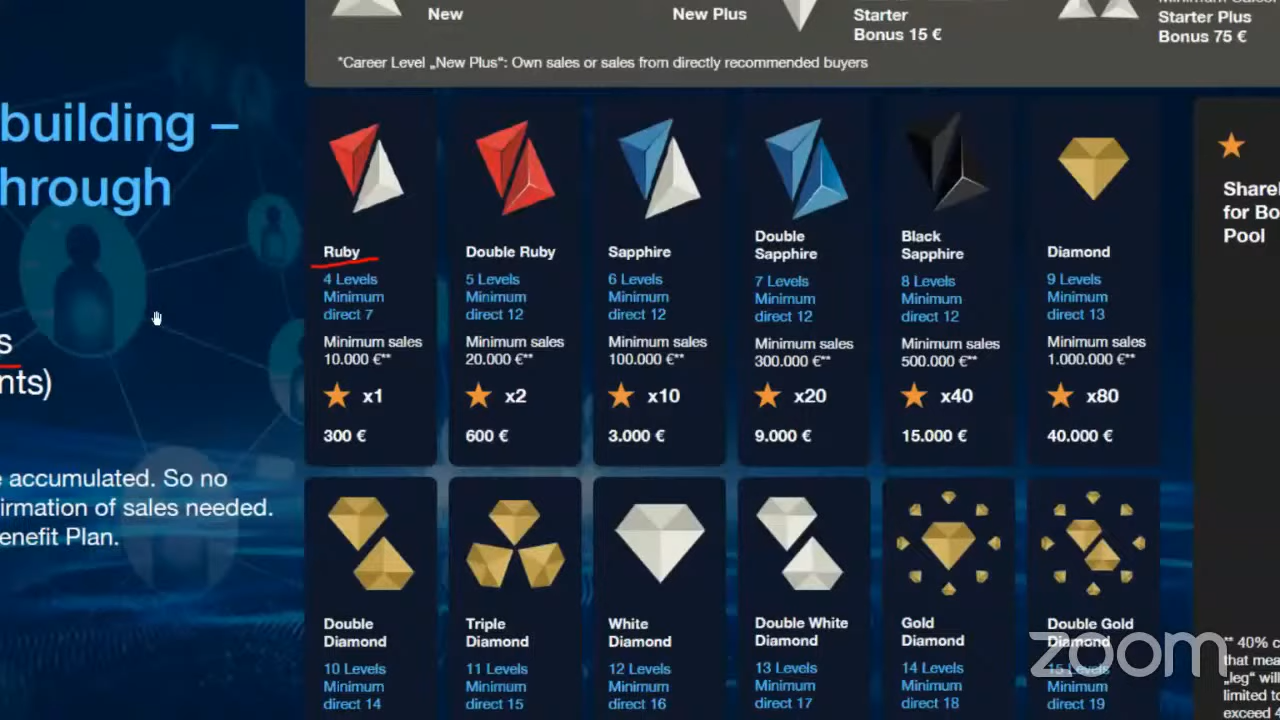 New
New Plus
Starter
Bonus 15 €
Starter Plus
Bonus 75 €
*Career Level „New Plus“: Own sales or sales from directly recommended buyers
building –
hrough
s
nts)
e accumulated. So no
irmation of sales needed.
enefit Plan.
Ruby
4 Levels
Minimum
direct 7
Minimum sales
10.000 €**
x1
300 €
Double Ruby
5 Levels
Minimum
direct 12
Minimum sales
20.000 €**
x2
600 €
Sapphire
6 Levels
Minimum
direct 12
Minimum sales
100.000 €**
x10
3.000 €
Double
Sapphire
7 Levels
Minimum
direct 12
Minimum sales
300.000 €**
x20
9.000 €
Black
Sapphire
8 Levels
Minimum
direct 12
Minimum sales
500.000 €**
x40
15.000 €
Diamond
9 Levels
Minimum
direct 13
Minimum sales
1.000.000 €**
x80
40.000 €
Share
for Bo
Pool
Double
Diamond
10 Levels
Minimum
direct 14
Triple
Diamond
11 Levels
Minimum
direct 15
White
Diamond
12 Levels
Minimum
direct 16
Double White
Diamond
13 Levels
Minimum
direct 17
Gold
Diamond
14 Levels
Minimum
direct 18
Double Gold
Diamond
15 Levels
Minimum
direct 19
** 40% c
that mea
„leg“ will
limited to
exceed 4
zoom